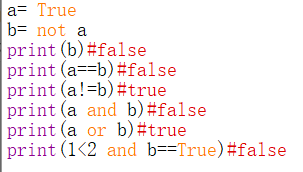 a= True
b= not a
print(b)#false
print(a==b)#false
print(a!=b)#true
print(a and b)#false
print(a or b)#true
print(1<2 and b==True)#false